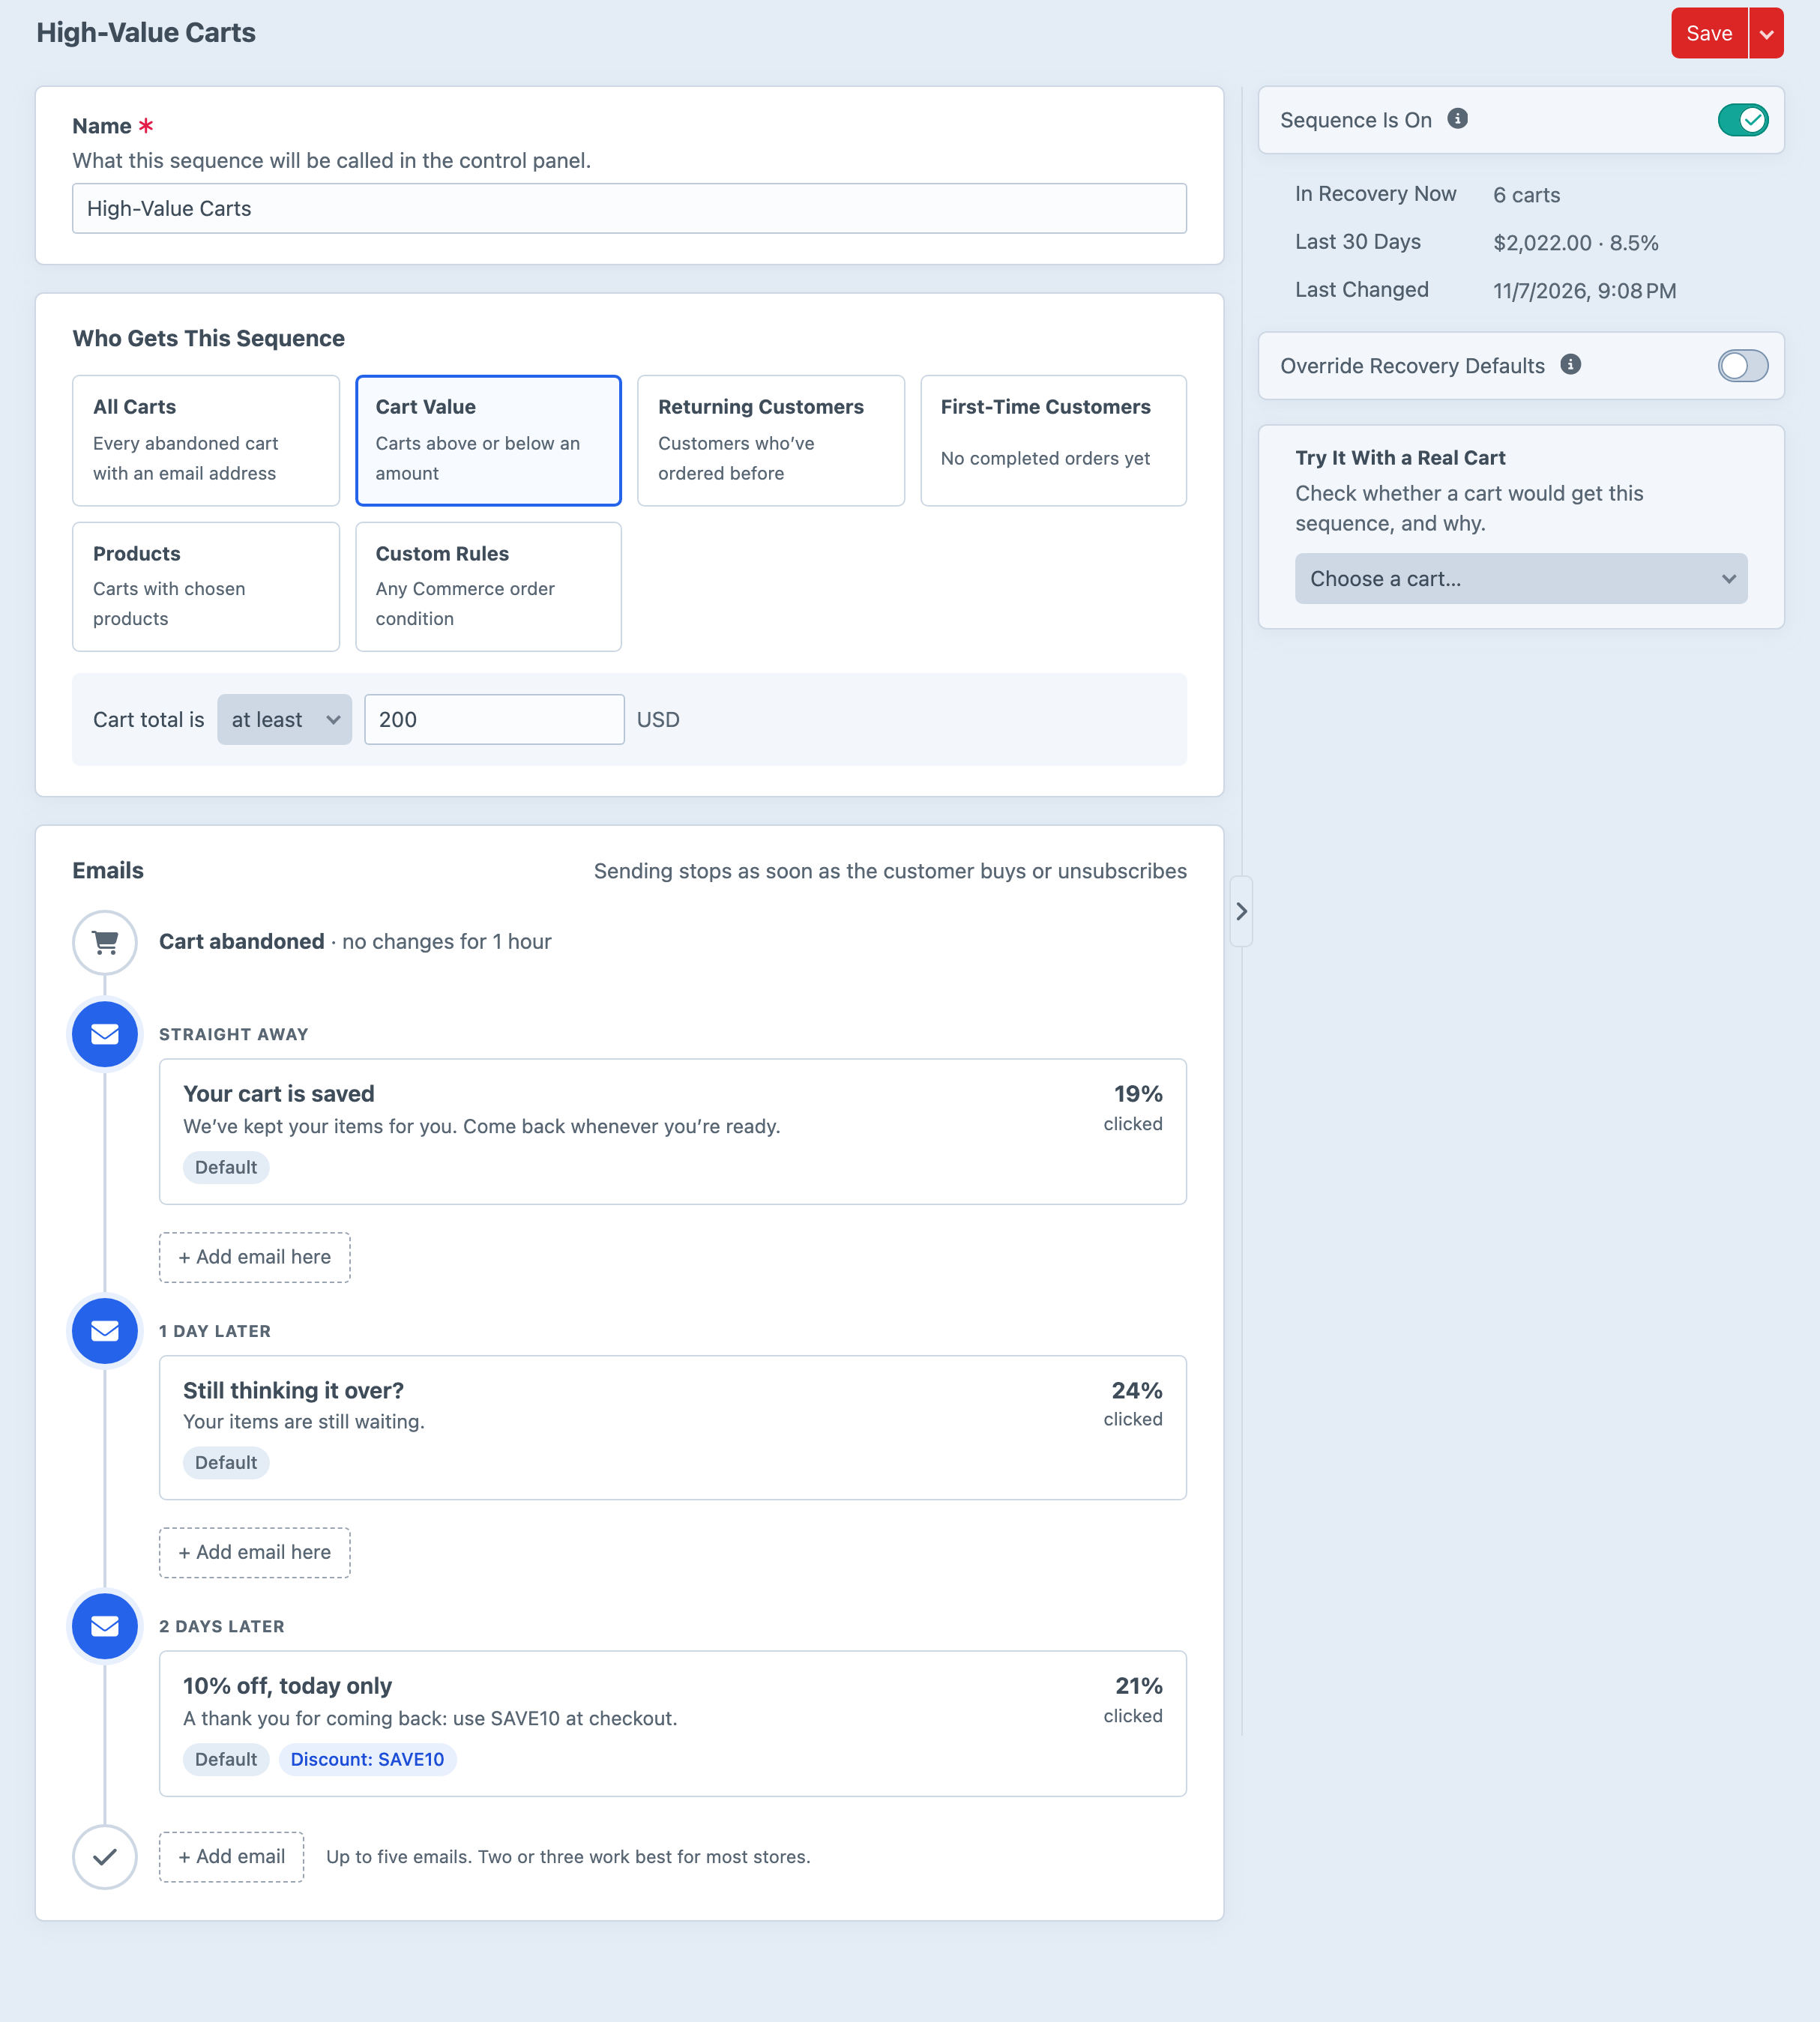 High-Value Carts
Save
Name *
What this sequence will be called in the control panel.
High-Value Carts
Who Gets This Sequence
All Carts
Every abandoned cart
with an email address
Cart Value
Carts above or below an
amount
Returning Customers
Customers who’ve
ordered before
First-Time Customers
No completed orders yet
Products
Carts with chosen
products
Custom Rules
Any Commerce order
condition
Cart total is
at least
200
USD
Emails
Sending stops as soon as the customer buys or unsubscribes
Cart abandoned · no changes for 1 hour
STRAIGHT AWAY
Your cart is saved
We’ve kept your items for you. Come back whenever you’re ready.
Default
19%
clicked
+ Add email here
1 DAY LATER
Still thinking it over?
Your items are still waiting.
Default
24%
clicked
+ Add email here
2 DAYS LATER
10% off, today only
A thank you for coming back: use SAVE10 at checkout.
Default
Discount: SAVE10
21%
clicked
+ Add email
Up to five emails. Two or three work best for most stores.
Sequence Is On
In Recovery Now 6 carts
Last 30 Days $2,022.00 · 8.5%
Last Changed 11/7/2026, 9:08 PM
Override Recovery Defaults
Try It With a Real Cart
Check whether a cart would get this
sequence, and why.
Choose a cart…